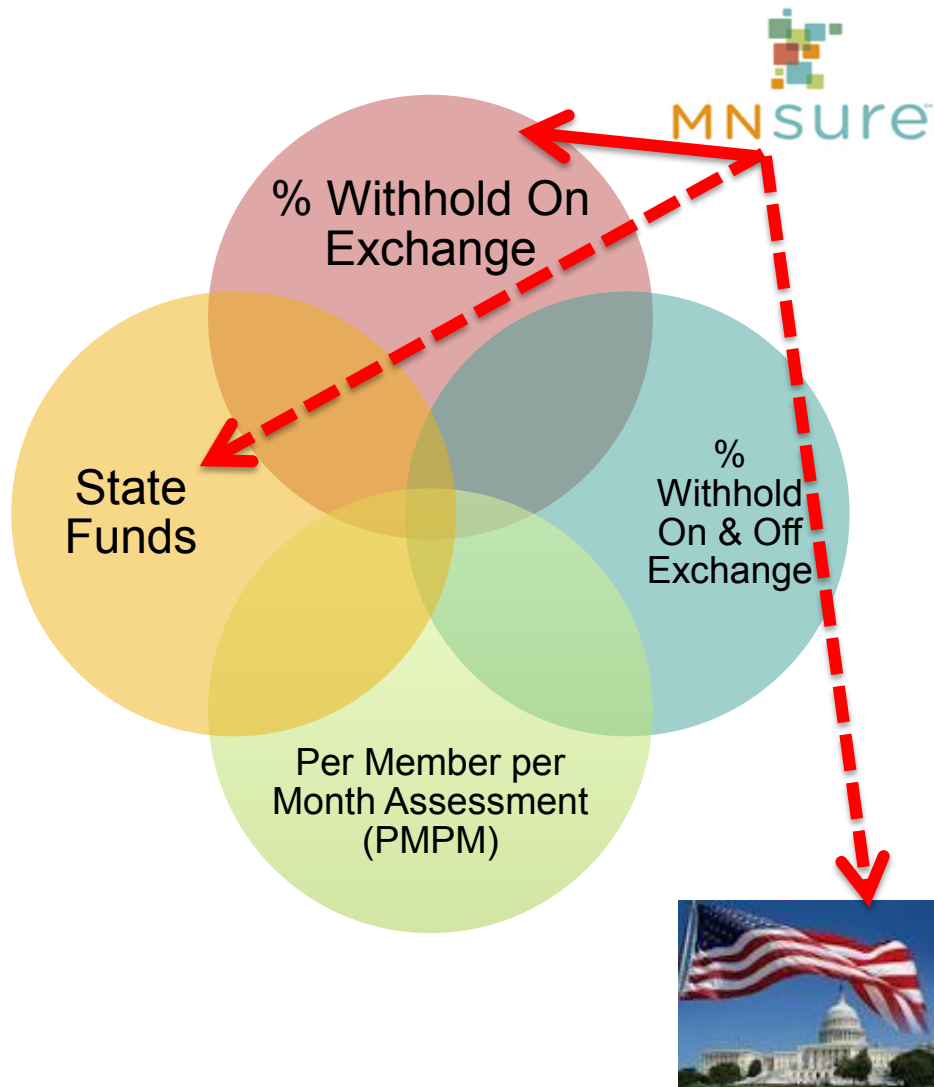 MNsure
% Withhold On
Exchange
State
Funds
%
Withhold
On & Off
Exchange
Per Member per
Month Assessment
(PMPM)